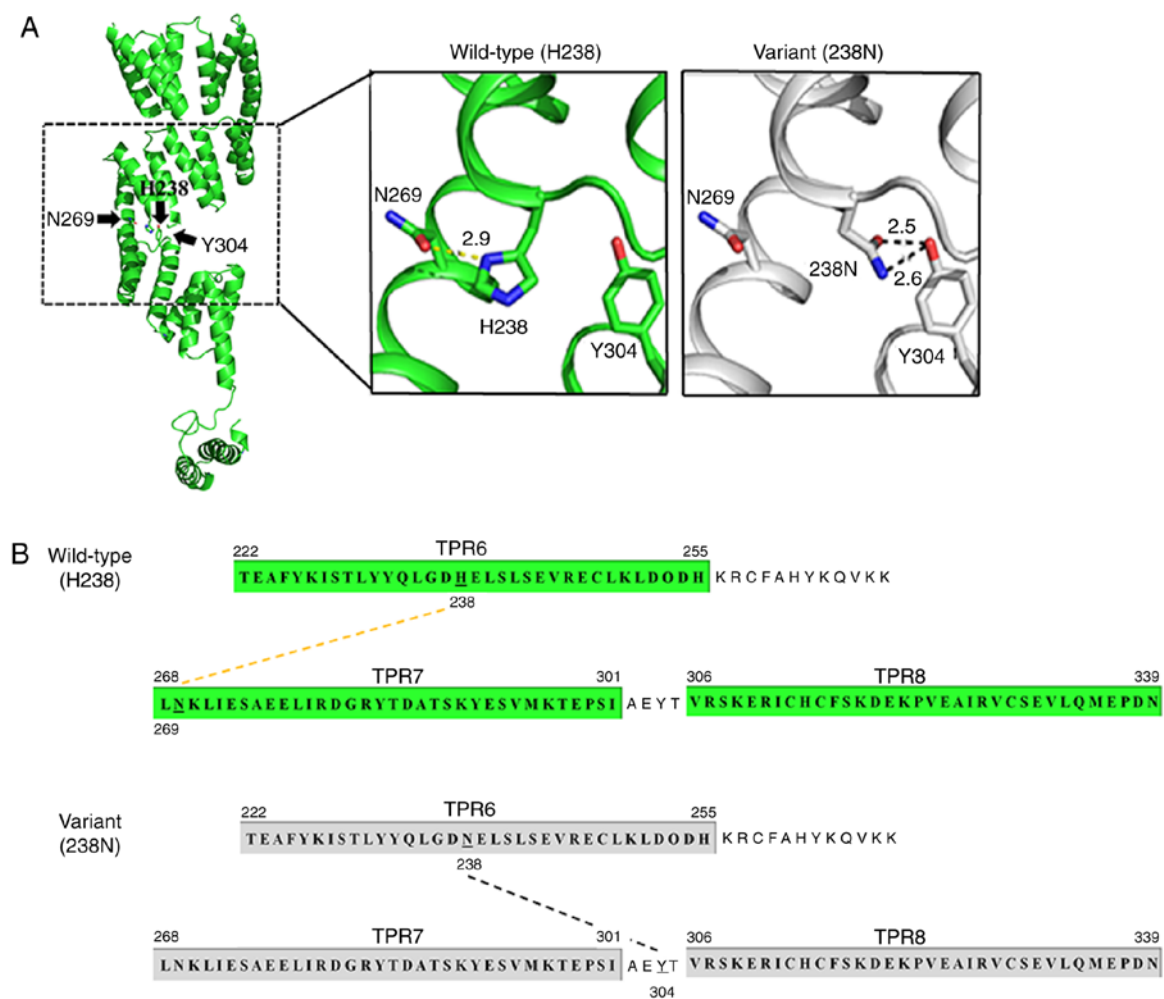 A
Wild-type (H238)
Variant (238N)
H238
N269
Y304
N269
2.9
H238
Y304
N269
2.5
238N
2.6
Y304
B
Wild-type
(H238)
222 TPR6 255
TEAFYKISTLYYQLGDHELSLSEVRECLKLDODH KRCFAHYKQVKK
238
268 TPR7 301 306 TPR8 339
LNKLIESAEELIRDGRYTDATSKYESVMKTEPSI AEYT VRSKERICHCFSKDEKPVEAIRVCSEVLQMEPDN
269
Variant
(238N)
222 TPR6 255
TEAFYKISTLYYQLGDNELSLSEVRECLKLDODH KRCFAHYKQVKK
238
268 TPR7 301 306 TPR8 339
LNKLIESAEELIRDGRYTDATSKYESVMKTEPSI AEYT VRSKERICHCFSKDEKPVEAIRVCSEVLQMEPDN
304